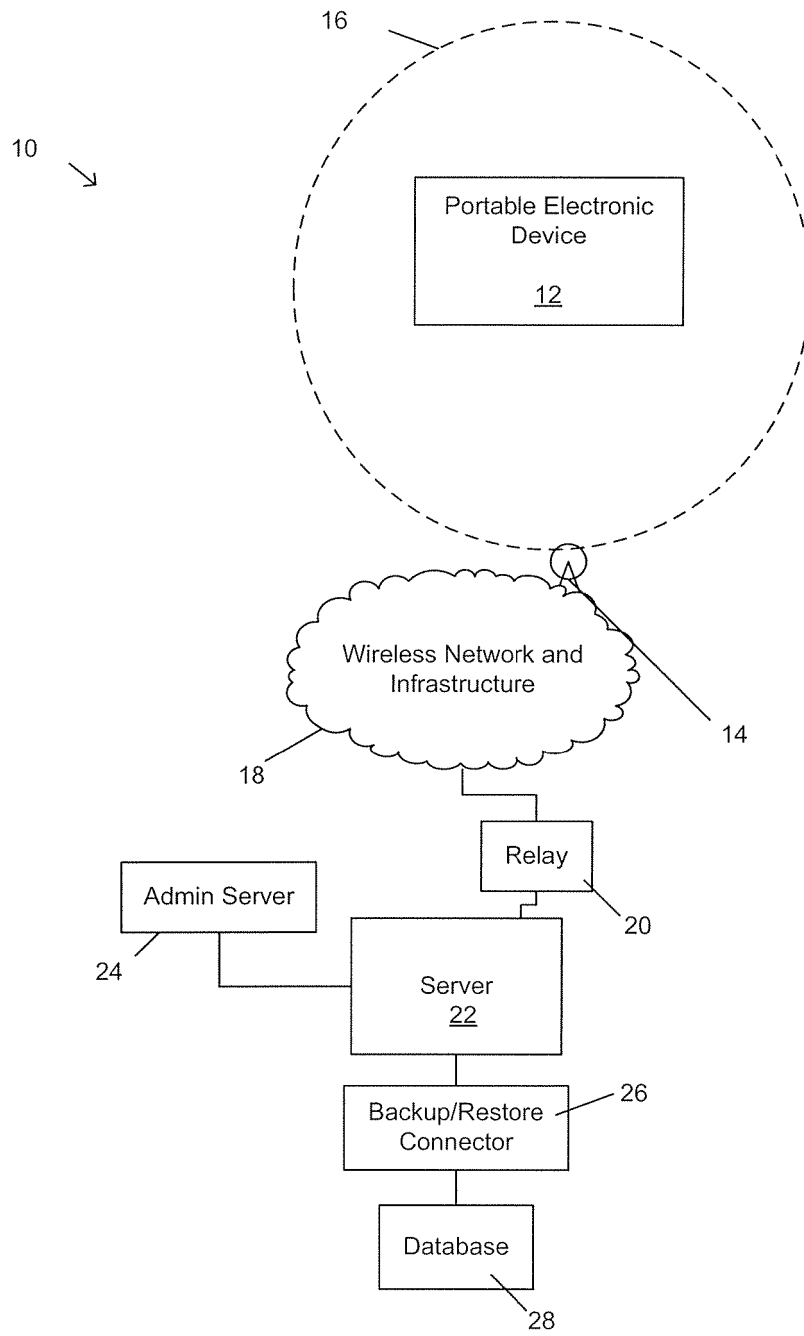 16
10
Portable Electronic
Device
12
Wireless Network and
Infrastructure
14
18
Relay
20
Admin Server
24
Server
22
26
Backup/Restore
Connector
Database
28